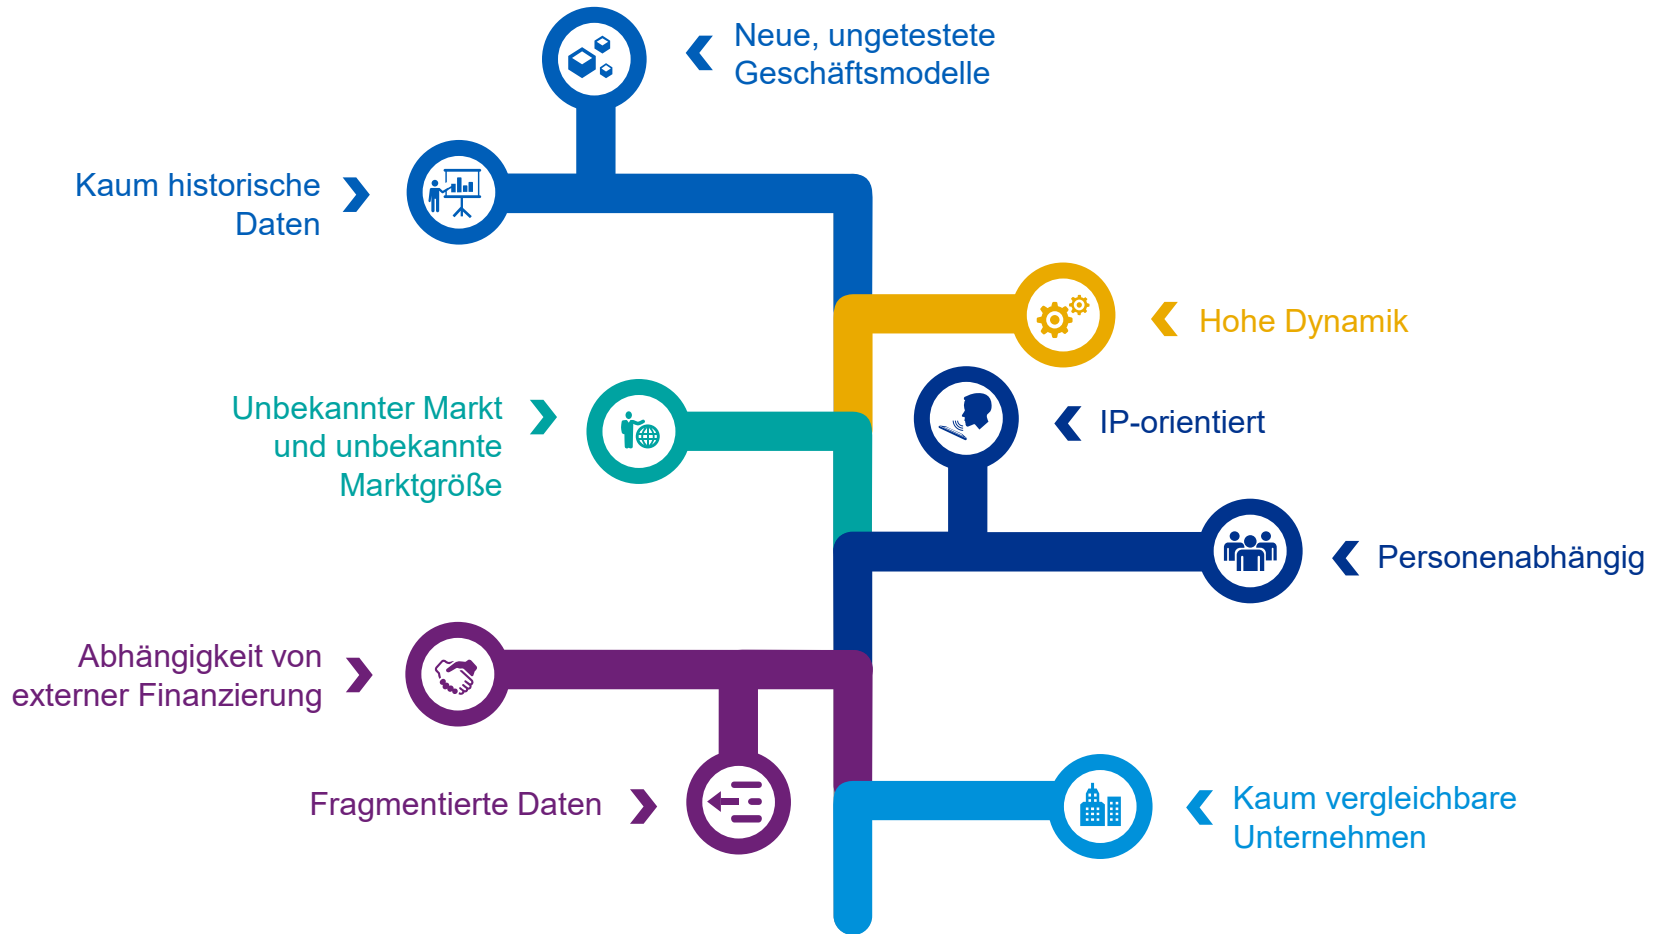 Neue, ungetestete
Geschäftsmodelle
Kaum historische
Daten
Hohe Dynamik
Unbekannter Markt
und unbekannte
Marktgröße
IP-orientiert
Personenabhängig
Abhängigkeit von
externer Finanzierung
Fragmentierte Daten
Kaum vergleichbare
Unternehmen